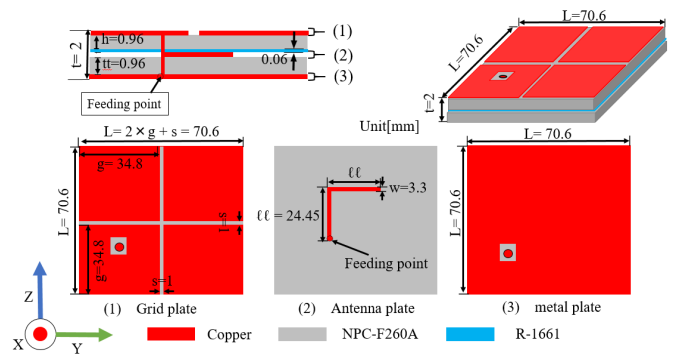 h=0.96
t= 2
tt=0.96
0.06
(1)
(2)
(3)
Feeding point
L=70.6
L=70.6
t=2
Unit[mm]
L= 2×g + s = 70.6
g= 34.8
L= 70.6
g=34.8
s=1
s=1
ℓℓ
w=3.3
ℓℓ = 24.45
Feeding point
L= 70.6
L= 70.6
(1) Grid plate
(2) Antenna plate
(3) metal plate
Z
X
Y
Copper
NPC-F260A
R-1661